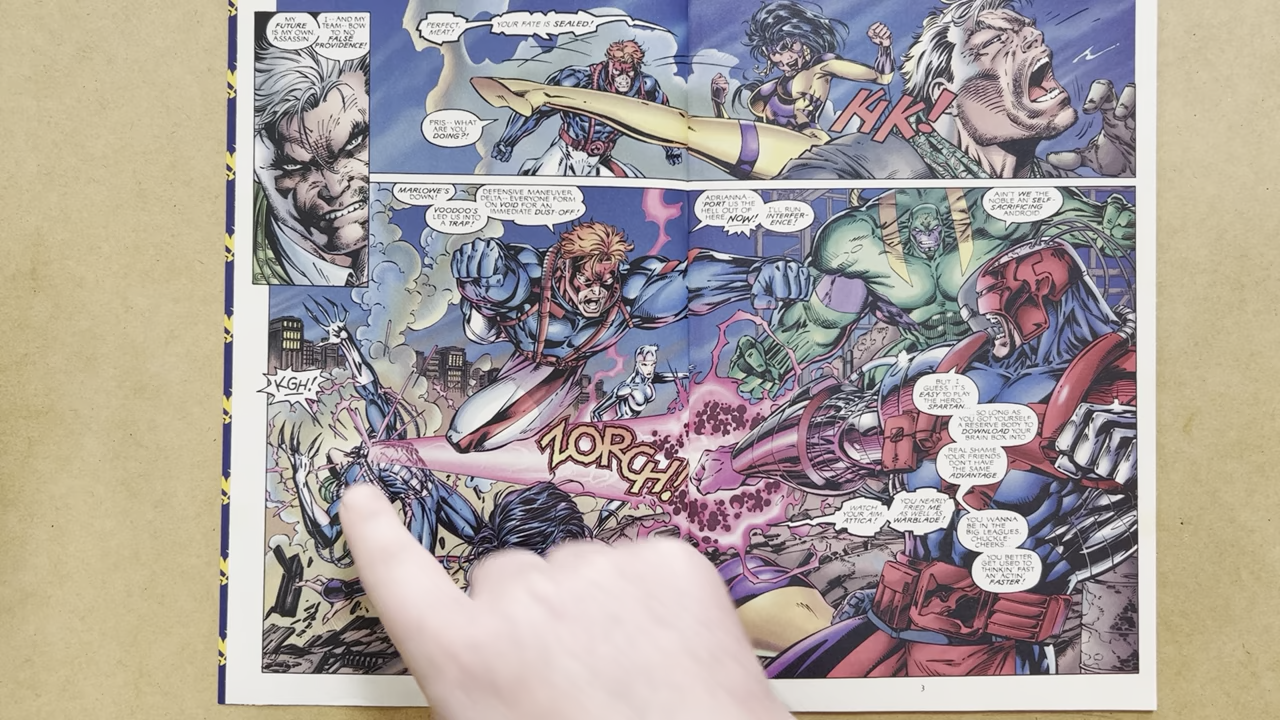 MY
FUTURE
IS MY OWN,
ASSASSIN.
I-- AND MY
TEAM-- BOW
TO NO
FALSE
PROVIDENCE!
PERFECT,
MEAT!
YOUR FATE IS SEALED!
PRIS-- WHAT
ARE YOU
DOING?!
KIK!
MARLOWE'S
DOWN!
VOODOO'S
LED US INTO
A TRAP!
DEFENSIVE MANEUVER
DELTA-- EVERYONE FORM
ON VOID FOR AN
IMMEDIATE DUST-OFF!
ADRIANNA--
'PORT US THE
HELL OUT OF
HERE NOW!
I'LL RUN
INTERFER-
ENCE!
AIN'T WE THE
NOBLE AN' SELF-
SACRIFICING
ANDROID.
KGH!
ZORCH!
BUT I
GUESS IT'S
EASY TO PLAY
THE HERO,
SPARTAN...
...SO LONG AS
YOU GOT YOURSELF
A RESERVE BODY TO
DOWNLOAD YOUR
BRAIN BOX INTO.
REAL SHAME
YOUR FRIENDS
DON'T HAVE
THE SAME
ADVANTAGE.
WATCH
YOUR AIM,
ATTICA!
YOU NEARLY
FRIED ME
AS WELL AS
WARBLADE!
YOU WANNA
BE IN THE
BIG LEAGUES,
CHUCKLE-
CHEEKS...
...YOU BETTER
GET USED TO
THINKIN' FAST
AN' ACTIN'
FASTER!
3